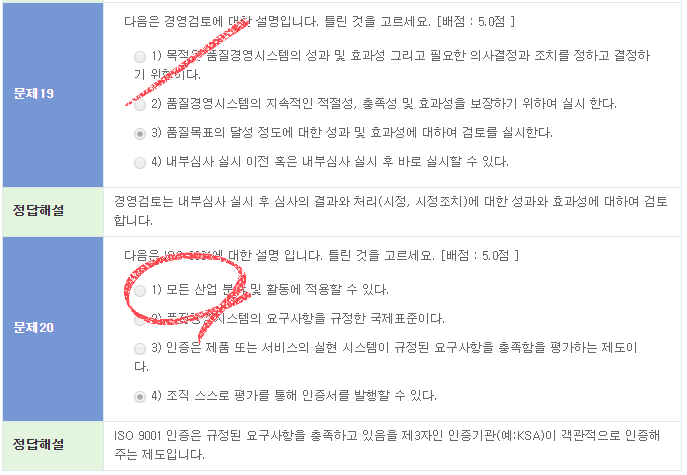 다음은 경영검토에 대한 설명입니다. 틀린 것을 고르세요. [배점 : 5.0점 ]
문제19
1) 목적은 품질경영시스템의 성과 및 효과성 그리고 필요한 의사결정과 조치를 정하고 결정하
기 위해이다.
2) 품질경영시스템의 지속적인 적절성, 충족성 및 효과성을 보장하기 위하여 실시 한다.
3) 품질목표의 달성 정도에 대한 성과 및 효과성에 대하여 검토를 실시한다.
4) 내부심사 실시 이전 혹은 내부심사 실시 후 바로 실시할 수 있다.
정답해설
경영검토는 내부심사 실시 후 심사의 결과와 처리(시정, 시정조치)에 대한 성과와 효과성에 대하여 검토
합니다.
다음은 ISO 9001에 대한 설명 입니다. 틀린 것을 고르세요. [배점 : 5.0점 ]
문제20
1) 모든 산업 분야 및 활동에 적용할 수 있다.
2) 품질경영시스템의 요구사항을 규정한 국제표준이다.
3) 인증은 제품 또는 서비스의 실현 시스템이 규정된 요구사항을 충족함을 평가하는 제도이
다.
4) 조직 스스로 평가를 통해 인증서를 발행할 수 있다.
정답해설
ISO 9001 인증은 규정된 요구사항을 충족하고 있음을 제3자인 인증기관(예:KSA)이 객관적으로 인증해
주는 제도입니다.